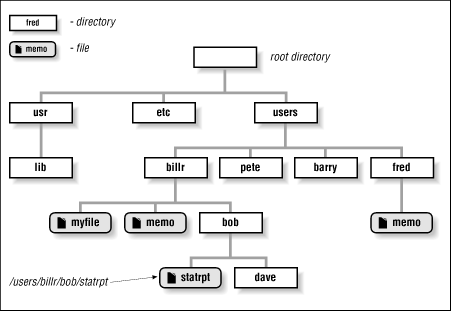 fred - directory
memo - file
root directory
usr etc users
lib billr pete barry fred
myfile memo bob memo
/users/billr/bob/statrpt statrpt dave